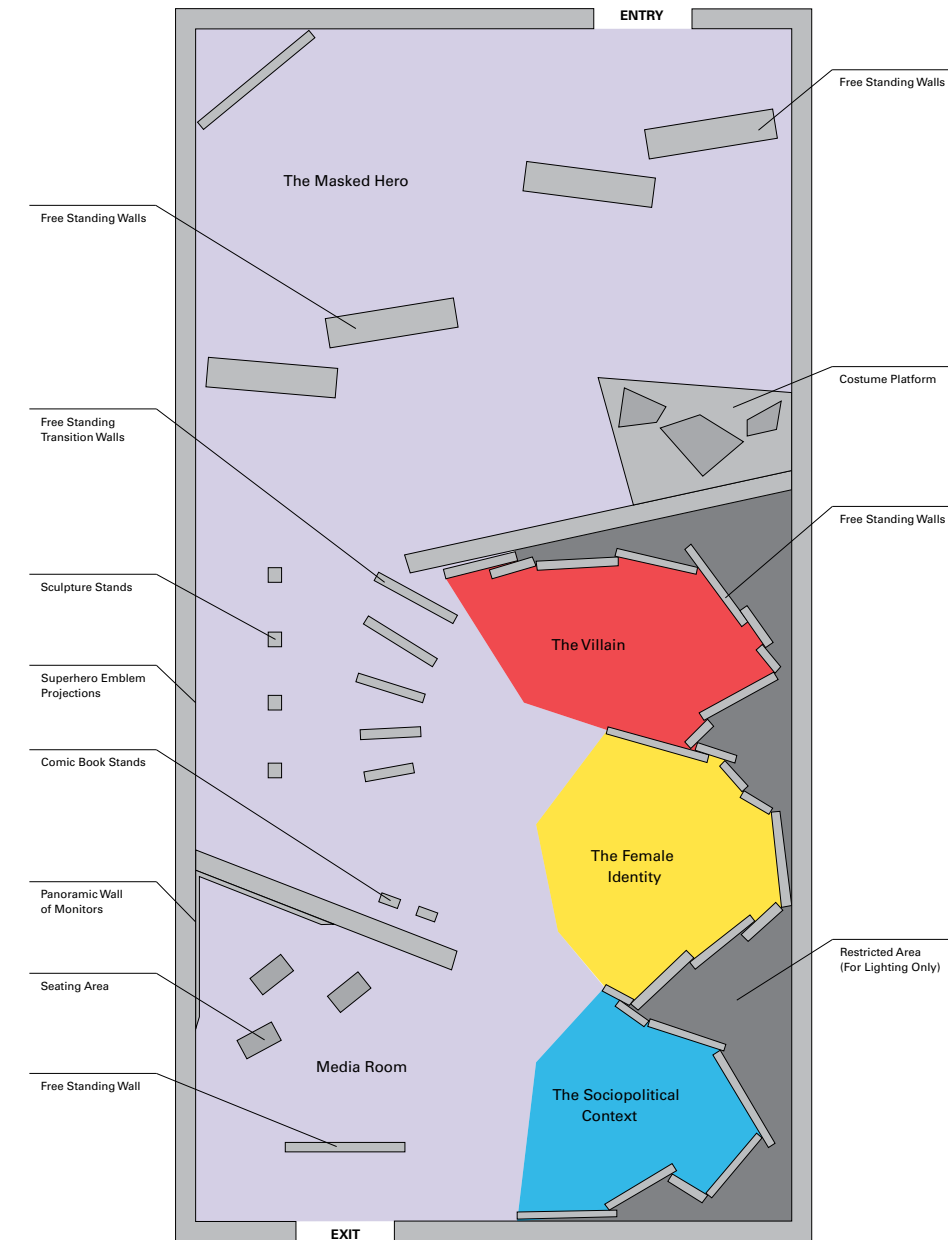 ENTRY
Free Standing Walls
The Masked Hero
Free Standing Walls
Costume Platform
Free Standing
Transition Walls
Free Standing Walls
Sculpture Stands
The Villain
Superhero Emblem
Projections
Comic Book Stands
The Female
Identity
Panoramic Wall
of Monitors
Restricted Area
(For Lighting Only)
Seating Area
Media Room
Free Standing Wall
The Sociopolitical
Context
EXIT